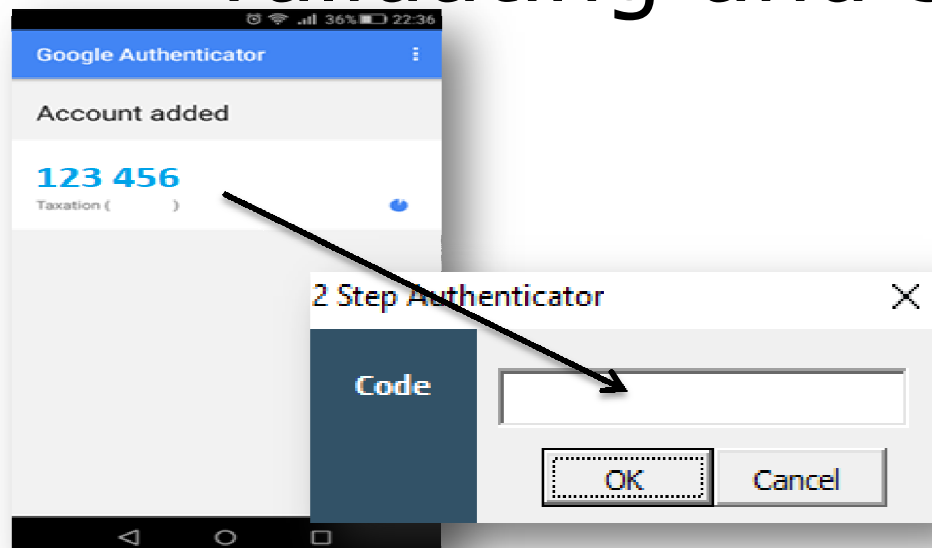 36% 22:36
Google Authenticator
Account added
123 456
Taxation ( )
2 Step Authenticator
Code
OK Cancel